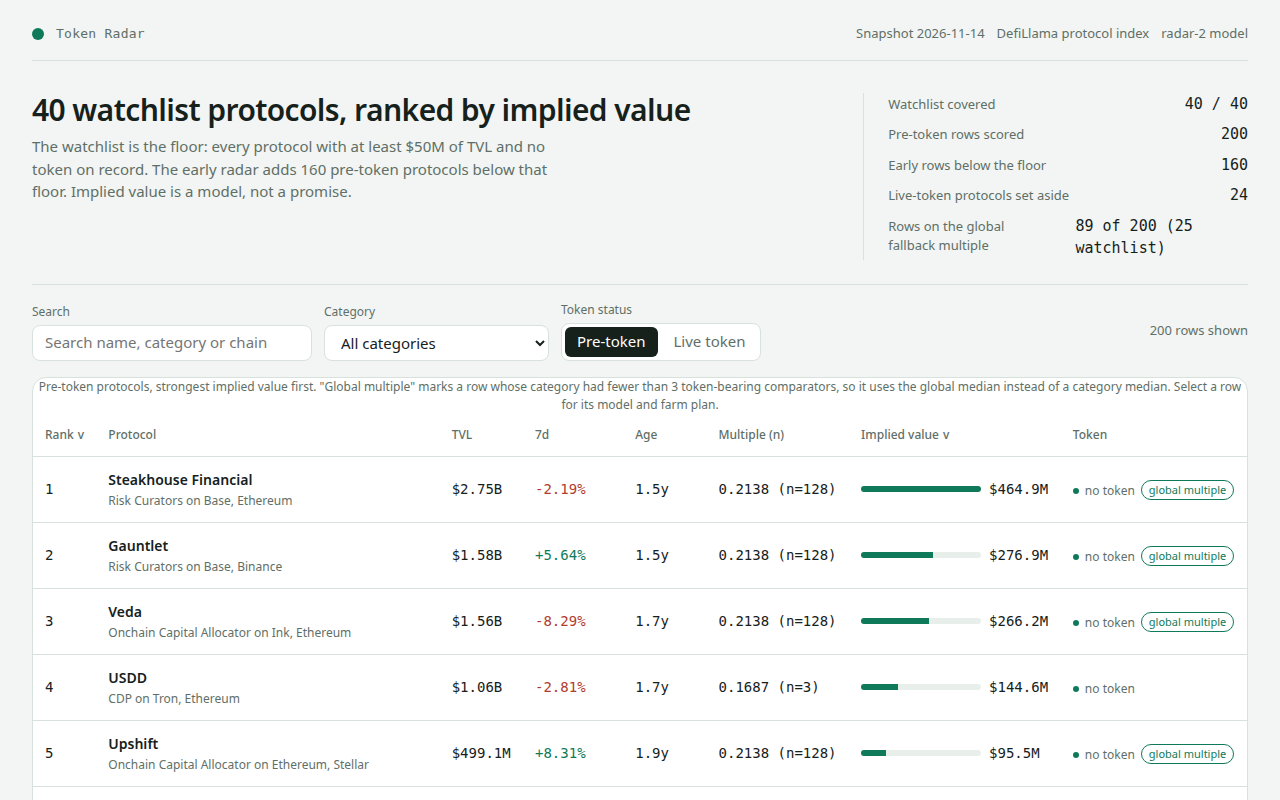 Token Radar
Snapshot 2026-11-14 DefiLlama protocol index radar-2 model
40 watchlist protocols, ranked by implied value
The watchlist is the floor: every protocol with at least $50M of TVL and no
token on record. The early radar adds 160 pre-token protocols below that
floor. Implied value is a model, not a promise.
Watchlist covered 40 / 40
Pre-token rows scored 200
Early rows below the floor 160
Live-token protocols set aside 24
Rows on the global fallback multiple 89 of 200 (25 watchlist)
Search
Category
Token status
Search name, category or chain
All categories
Pre-token Live token
200 rows shown
Pre-token protocols, strongest implied value first. "Global multiple" marks a row whose category had fewer than 3 token-bearing comparators, so it uses the global median instead of a category median. Select a row
for its model and farm plan.
Rank v Protocol TVL 7d Age Multiple (n) Implied value v Token
1 Steakhouse Financial $2.75B -2.19% 1.5y 0.2138 (n=128) $464.9M no token global multiple
Risk Curators on Base, Ethereum
2 Gauntlet $1.58B +5.64% 1.5y 0.2138 (n=128) $276.9M no token global multiple
Risk Curators on Base, Binance
3 Veda $1.56B -8.29% 1.7y 0.2138 (n=128) $266.2M no token global multiple
Onchain Capital Allocator on Ink, Ethereum
4 USDD $1.06B -2.81% 1.7y 0.1687 (n=3) $144.6M no token
CDP on Tron, Ethereum
5 Upshift $499.1M +8.31% 1.9y 0.2138 (n=128) $95.5M no token global multiple
Onchain Capital Allocator on Ethereum, Stellar